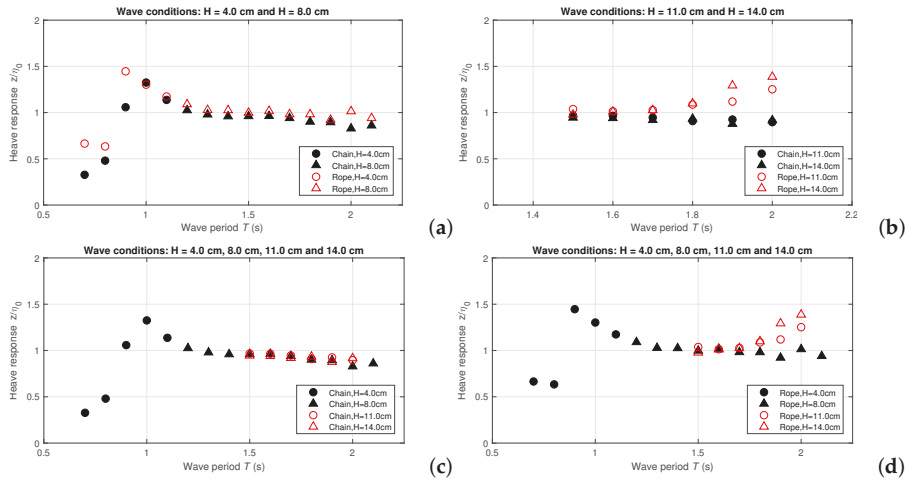 Wave conditions: H = 4.0 cm and H = 8.0 cm
2
1.5
1
0.5
0
0.5
1
1.5
2
Heave response z/η0
Wave period T (s)
Chain,H=4.0cm
Chain,H=8.0cm
Rope,H=4.0cm
Rope,H=8.0cm
(a)
Wave conditions: H = 11.0 cm and H = 14.0 cm
2
1.5
1
0.5
0
1.4
1.6
1.8
2
2.2
Heave response z/η0
Wave period T (s)
Chain,H=11.0cm
Chain,H=14.0cm
Rope,H=11.0cm
Rope,H=14.0cm
(b)
Wave conditions: H = 4.0 cm, 8.0 cm, 11.0 cm and 14.0 cm
2
1.5
1
0.5
0
0.5
1
1.5
2
Heave response z/η0
Wave period T (s)
Chain,H=4.0cm
Chain,H=8.0cm
Chain,H=11.0cm
Chain,H=14.0cm
(c)
Wave conditions: H = 4.0 cm, 8.0 cm, 11.0 cm and 14.0 cm
2
1.5
1
0.5
0
0.5
1
1.5
2
Heave response z/η0
Wave period T (s)
Rope,H=4.0cm
Rope,H=8.0cm
Rope,H=11.0cm
Rope,H=14.0cm
(d)